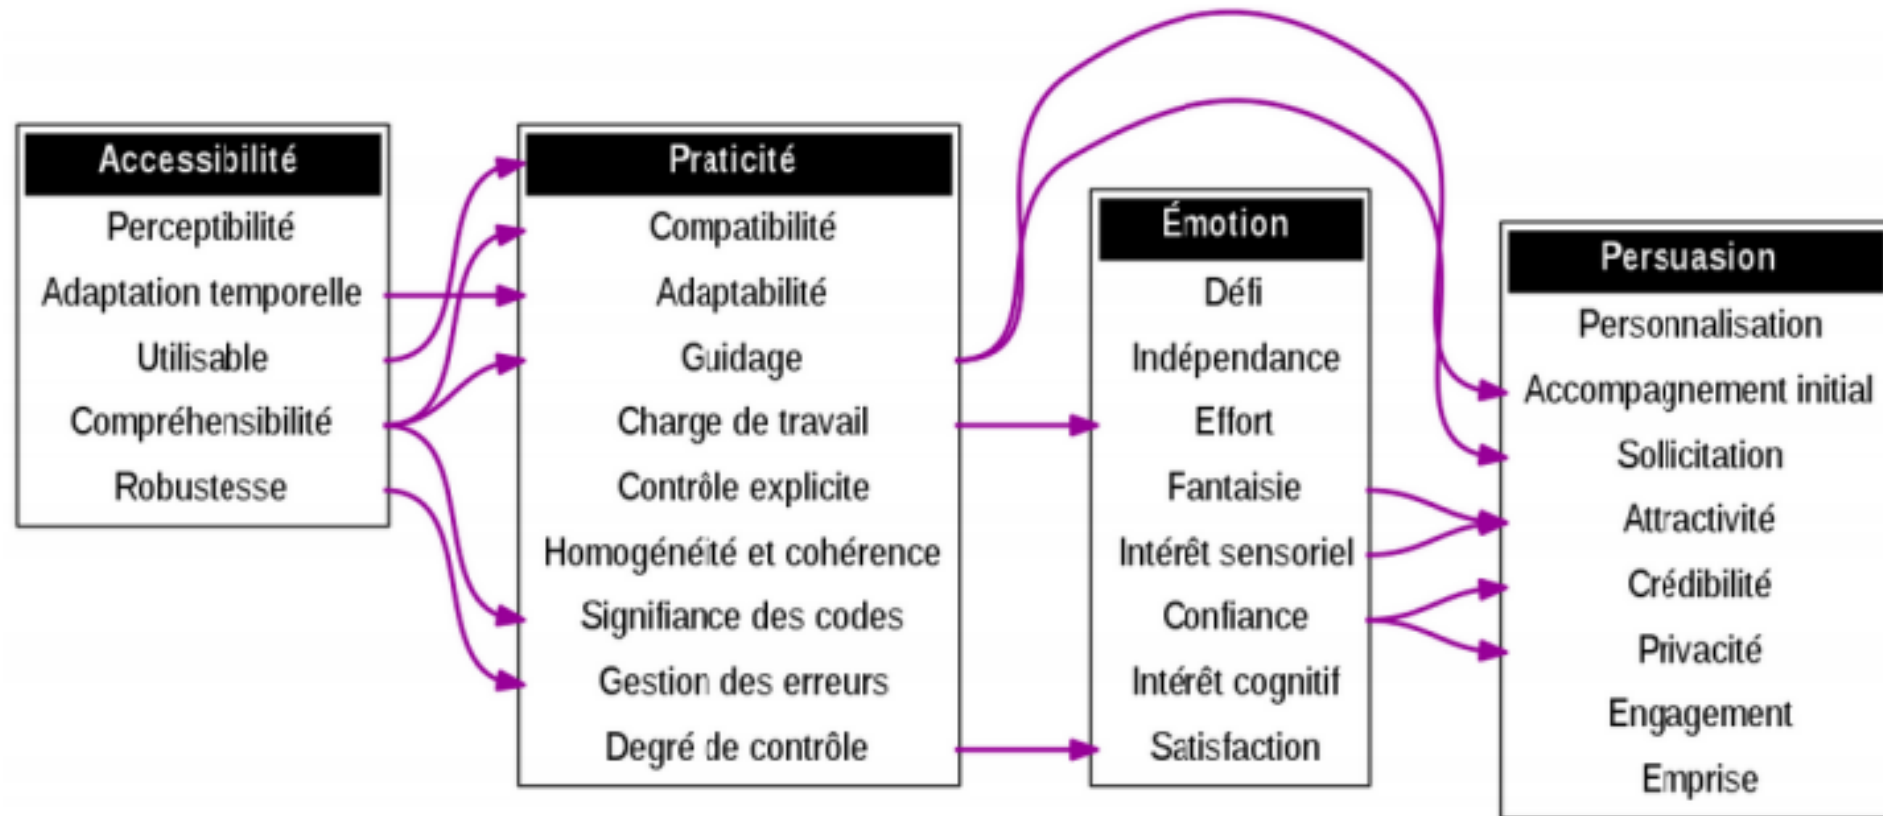 Accessibilité
Perceptibilité
Adaptation temporelle
Utilisable
Compréhensibilité
Robustesse
Praticité
Compatibilité
Adaptabilité
Guidage
Charge de travail
Contrôle explicite
Homogénéité et cohérence
Signifiance des codes
Gestion des erreurs
Degré de contrôle
Émotion
Défi
Indépendance
Effort
Fantaisie
Intérêt sensoriel
Confiance
Intérêt cognitif
Satisfaction
Persuasion
Personnalisation
Accompagnement initial
Sollicitation
Attractivité
Crédibilité
Privacité
Engagement
Emprise